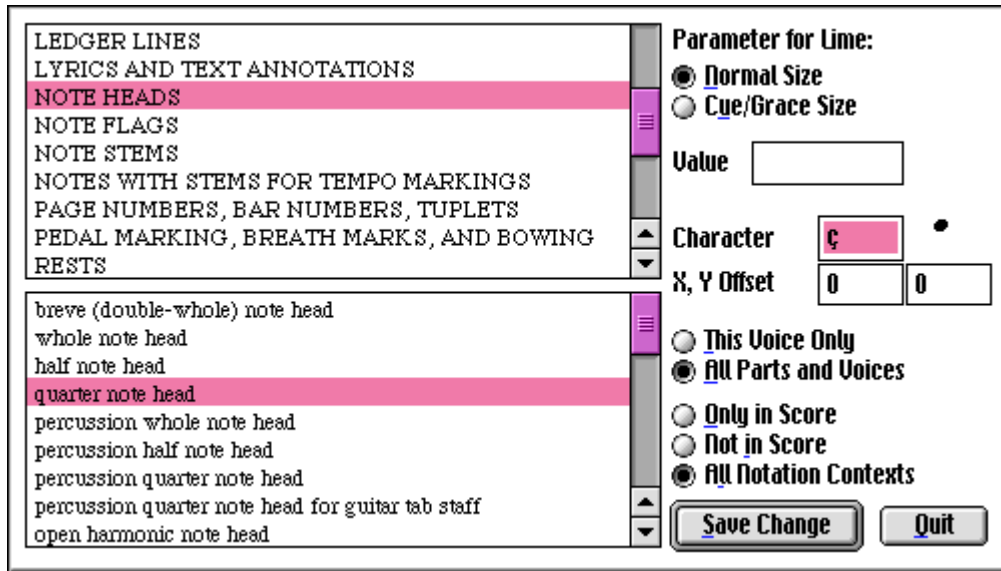 LEDGER LINES
LYRICS AND TEXT ANNOTATIONS
NOTE HEADS
NOTE FLAGS
NOTE STEMS
NOTES WITH STEMS FOR TEMPO MARKINGS
PAGE NUMBERS, BAR NUMBERS, TUPLETS
PEDAL MARKING, BREATH MARKS, AND BOWING
RESTS
breve (double-whole) note head
whole note head
half note head
quarter note head
percussion whole note head
percussion half note head
percussion quarter note head
percussion quarter note head for guitar tab staff
open harmonic note head
Parameter for Lime:
Normal Size
Cue/Grace Size
Value
Character Ç
X, Y Offset 0 0
This Voice Only
All Parts and Voices
Only in Score
Not in Score
All Notation Contexts
Save Change Quit